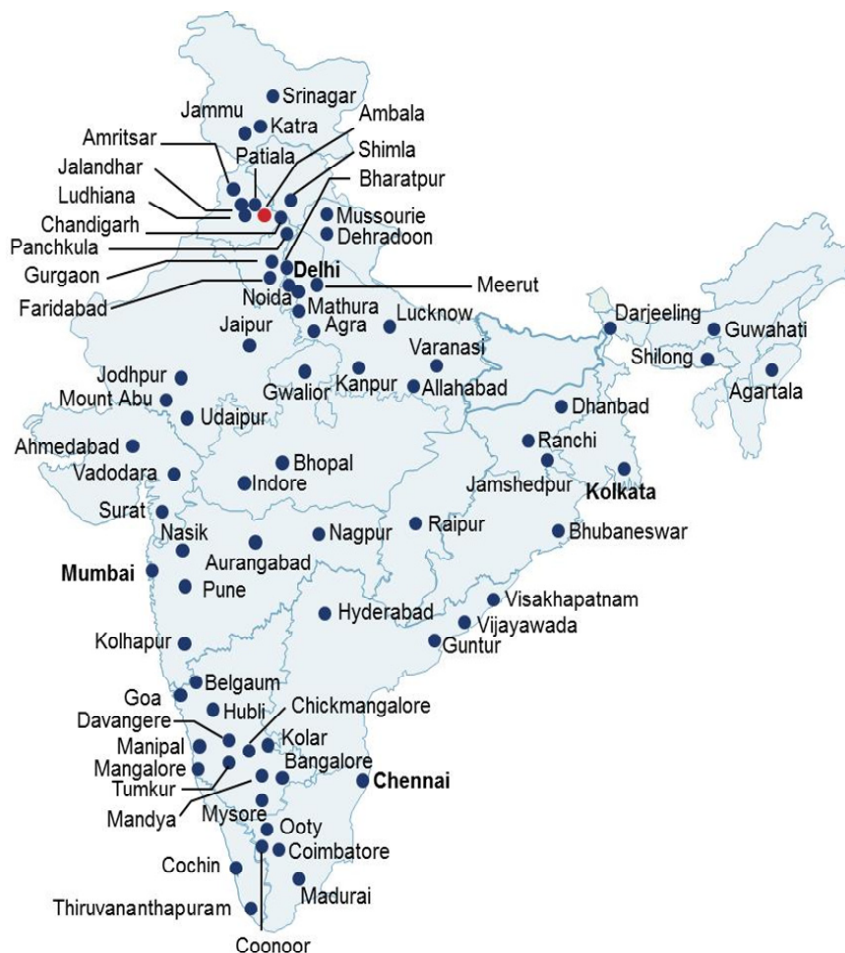 Srinagar
Ambala
Jammu
Katra
Amritsar
Patiala
Shimla
Jalandhar
Bharatpur
Ludhiana
Chandigarh
Mussourie
Panchkula
Dehradoon
Gurgaon
Delhi
Meerut
Faridabad
Noida
Mathura
Lucknow
Darjeeling
Guwahati
Jaipur
Agra
Varanasi
Shilong
Jodhpur
Gwalior
Kanpur
Allahabad
Agartala
Mount Abu
Udaipur
Dhanbad
Ahmedabad
Ranchi
Vadodara
Bhopal
Indore
Jamshedpur
Kolkata
Surat
Nasik
Nagpur
Raipur
Bhubaneswar
Aurangabad
Mumbai
Pune
Visakhapatnam
Hyderabad
Vijayawada
Kolhapur
Guntur
Belgaum
Goa
Chickmangalore
Hubli
Davangere
Manipal
Kolar
Mangalore
Bangalore
Chennai
Tumkur
Mandya
Mysore
Ooty
Cochin
Coimbatore
Madurai
Thiruvananthapuram
Coonoor